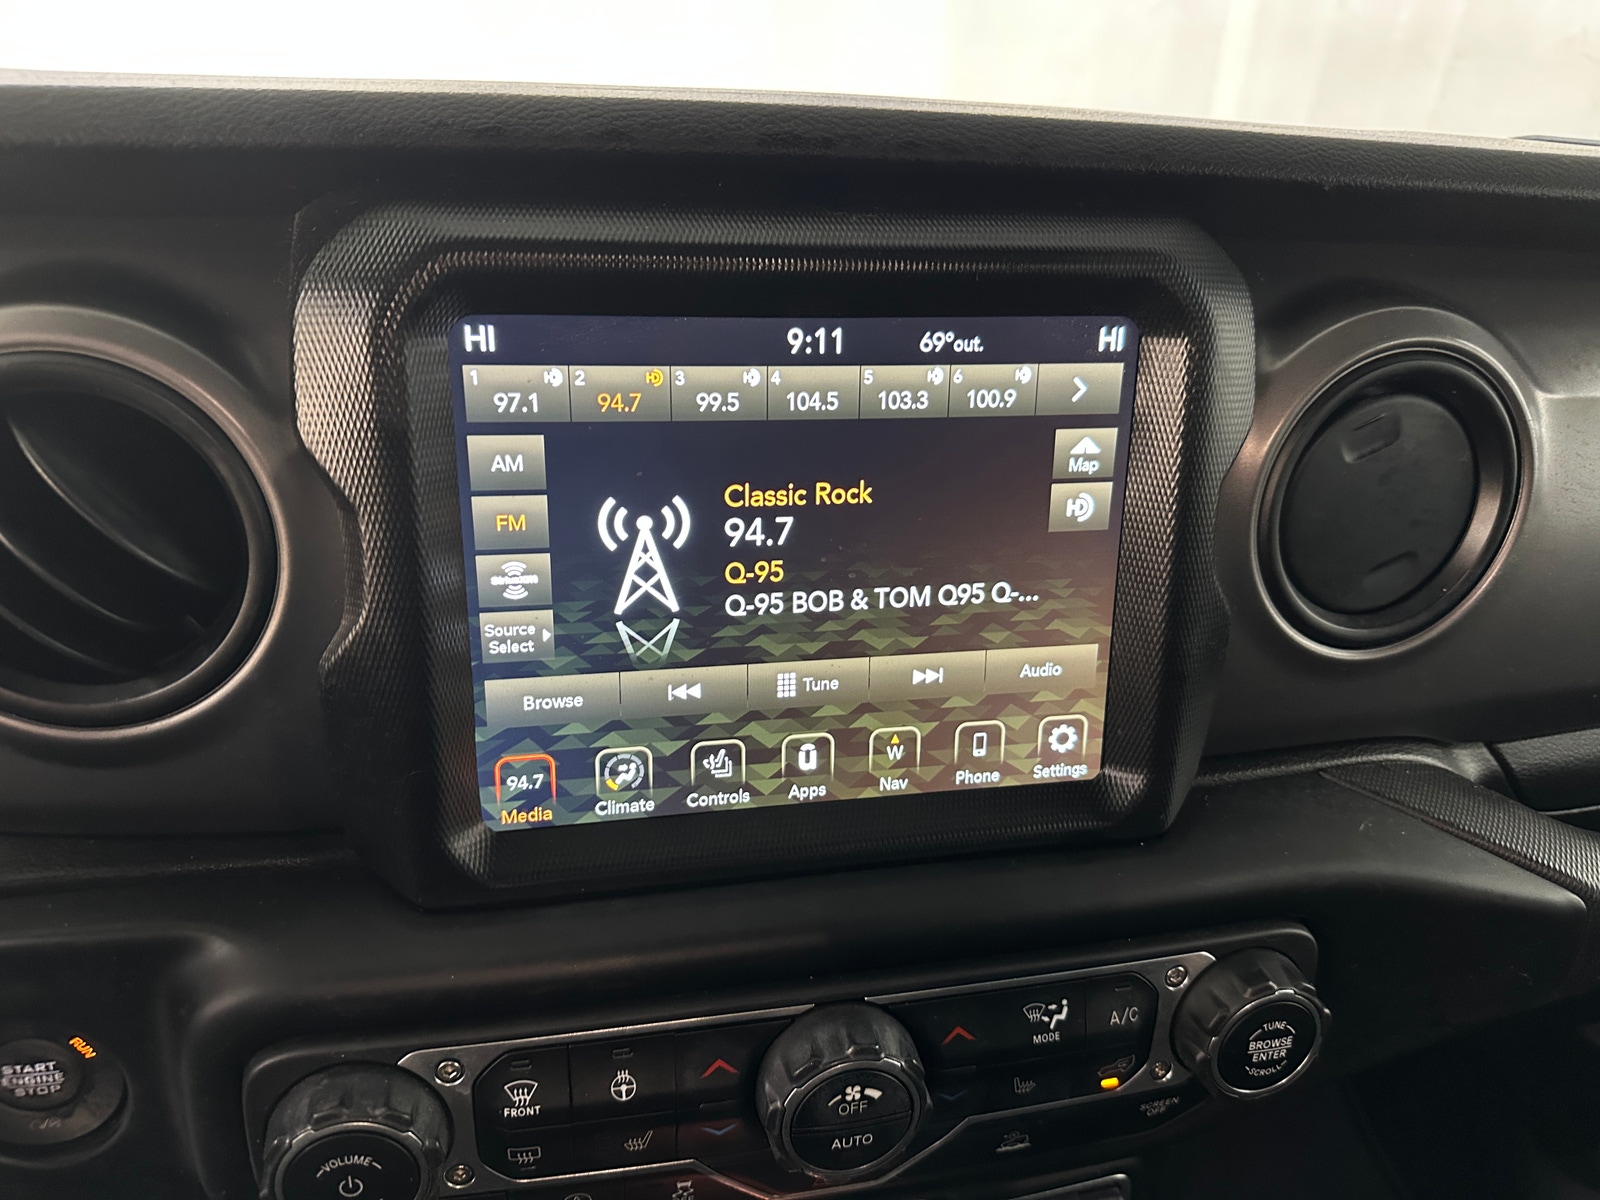 HI 9:11 69°out. HI
1 2 3 4 5 6
97.1 94.7 99.5 104.5 103.3 100.9
AM
FM
SiriusXM
Source
Select
Map
HD
Classic Rock
94.7
Q-95
Q-95 BOB & TOM Q95 Q-...
Browse Tune Audio
94.7 W
Media Climate Controls Apps Nav Phone Settings
RUN
START
ENGINE
STOP
FRONT
VOLUME
OFF
AUTO
MODE
A/C
SCREEN
OFF
TUNE
BROWSE
ENTER
SCROLL